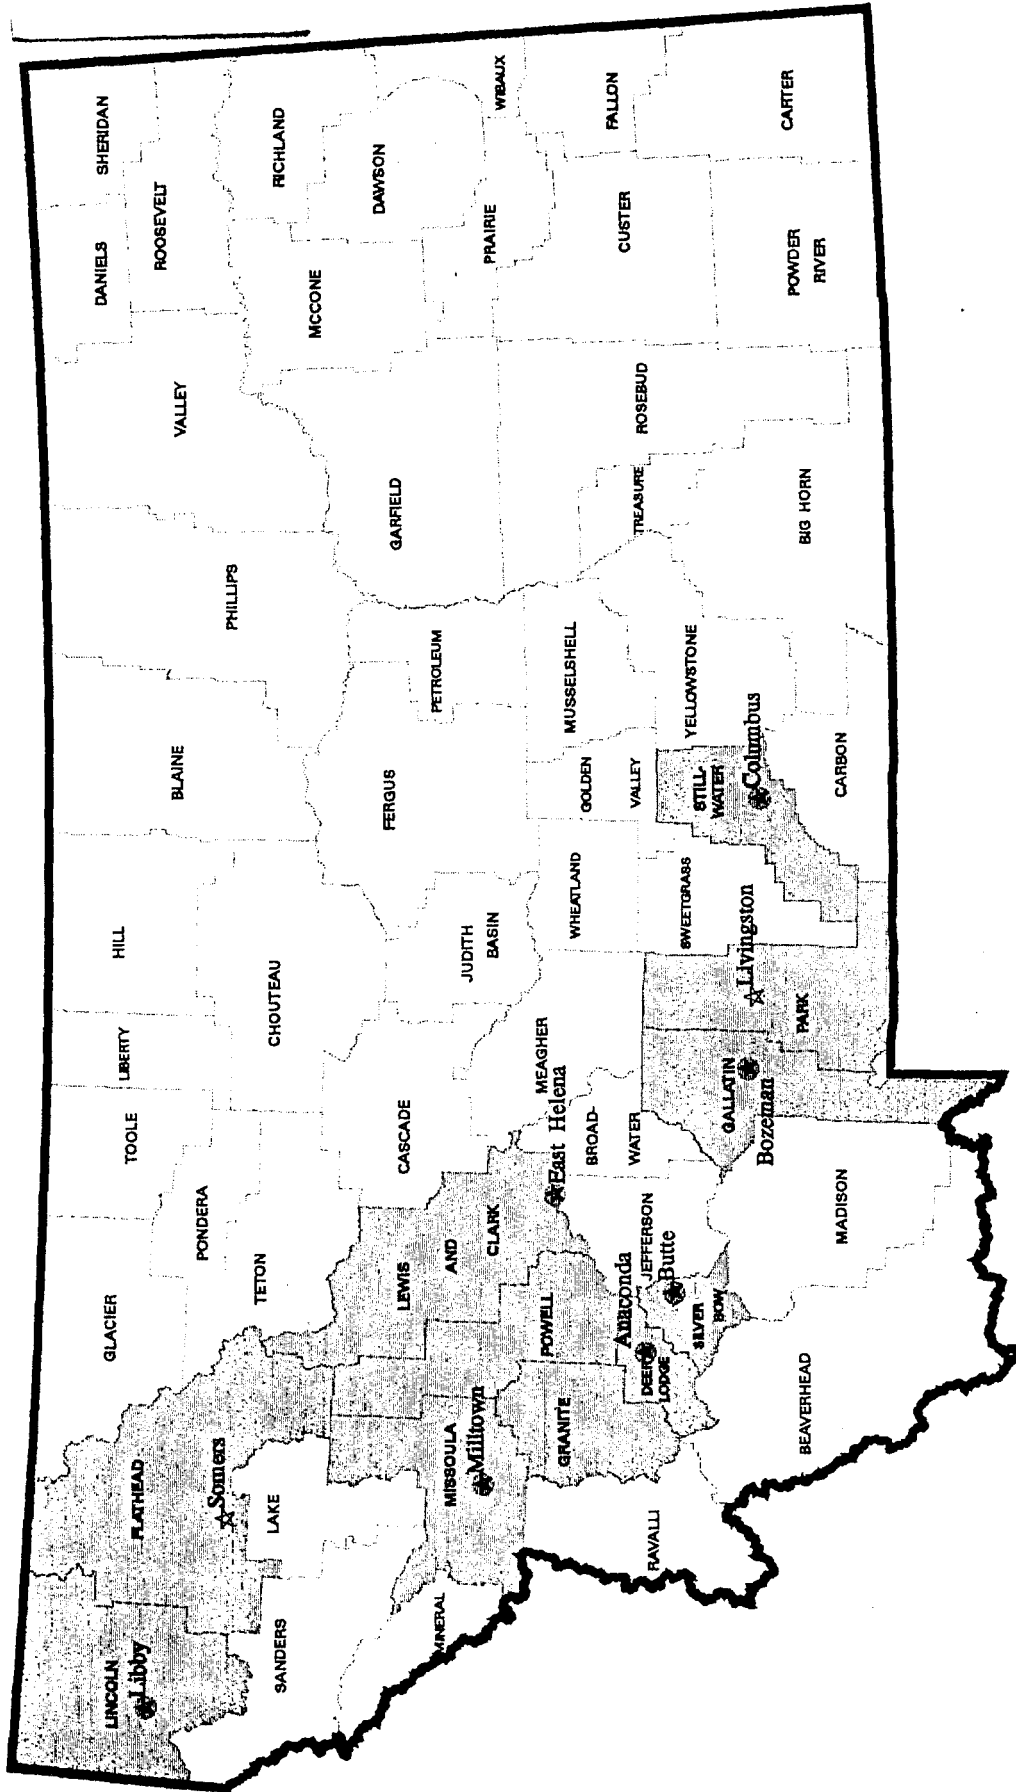 LINCOLN
Libby
FLATHEAD
Somers
GLACIER
TOOLE
LIBERTY
HILL
BLAINE
PHILLIPS
VALLEY
DANIELS
SHERIDAN
ROOSEVELT
SANDERS
LAKE
PONDERA
TETON
CHOUTEAU
RICHLAND
MCCONE
DAWSON
MINERAL
MISSOULA
Milltown
LEWIS
AND
CLARK
CASCADE
JUDITH
BASIN
FERGUS
PETROLEUM
GARFIELD
PRAIRIE
WIBAUX
GRANITE
POWELL
East Helena
MEAGHER
WHEATLAND
GOLDEN
VALLEY
MUSSELSHELL
TREASURE
ROSEBUD
CUSTER
FALLON
RAVALLI
DEER
LODGE
Anaconda
JEFFERSON
Butte
SILVER
BOW
BROAD-
WATER
GALLATIN
Bozeman
Livingston
PARK
SWEETGRASS
STILL-
WATER
Columbus
YELLOWSTONE
CARBON
BIG HORN
POWDER
RIVER
CARTER
BEAVERHEAD
MADISON